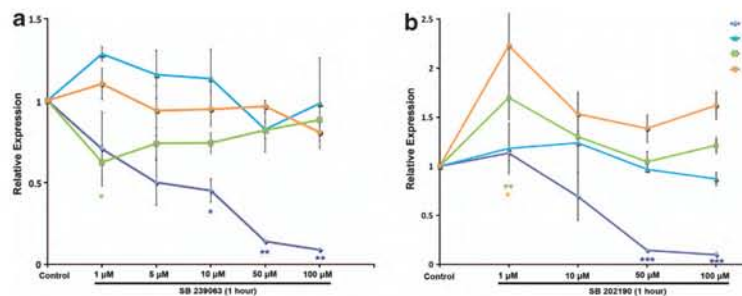 a
1.5
1
0.5
0
Relative Expression
*
*
**
**
Control 1 µM 5 µM 10 µM 50 µM 100 µM
SB 239063 (1 hour)
b
2.5
2
1.5
1
0.5
0
Relative Expression
**
*
***
***
Control 1 µM 10 µM 50 µM 100 µM
SB 202190 (1 hour)